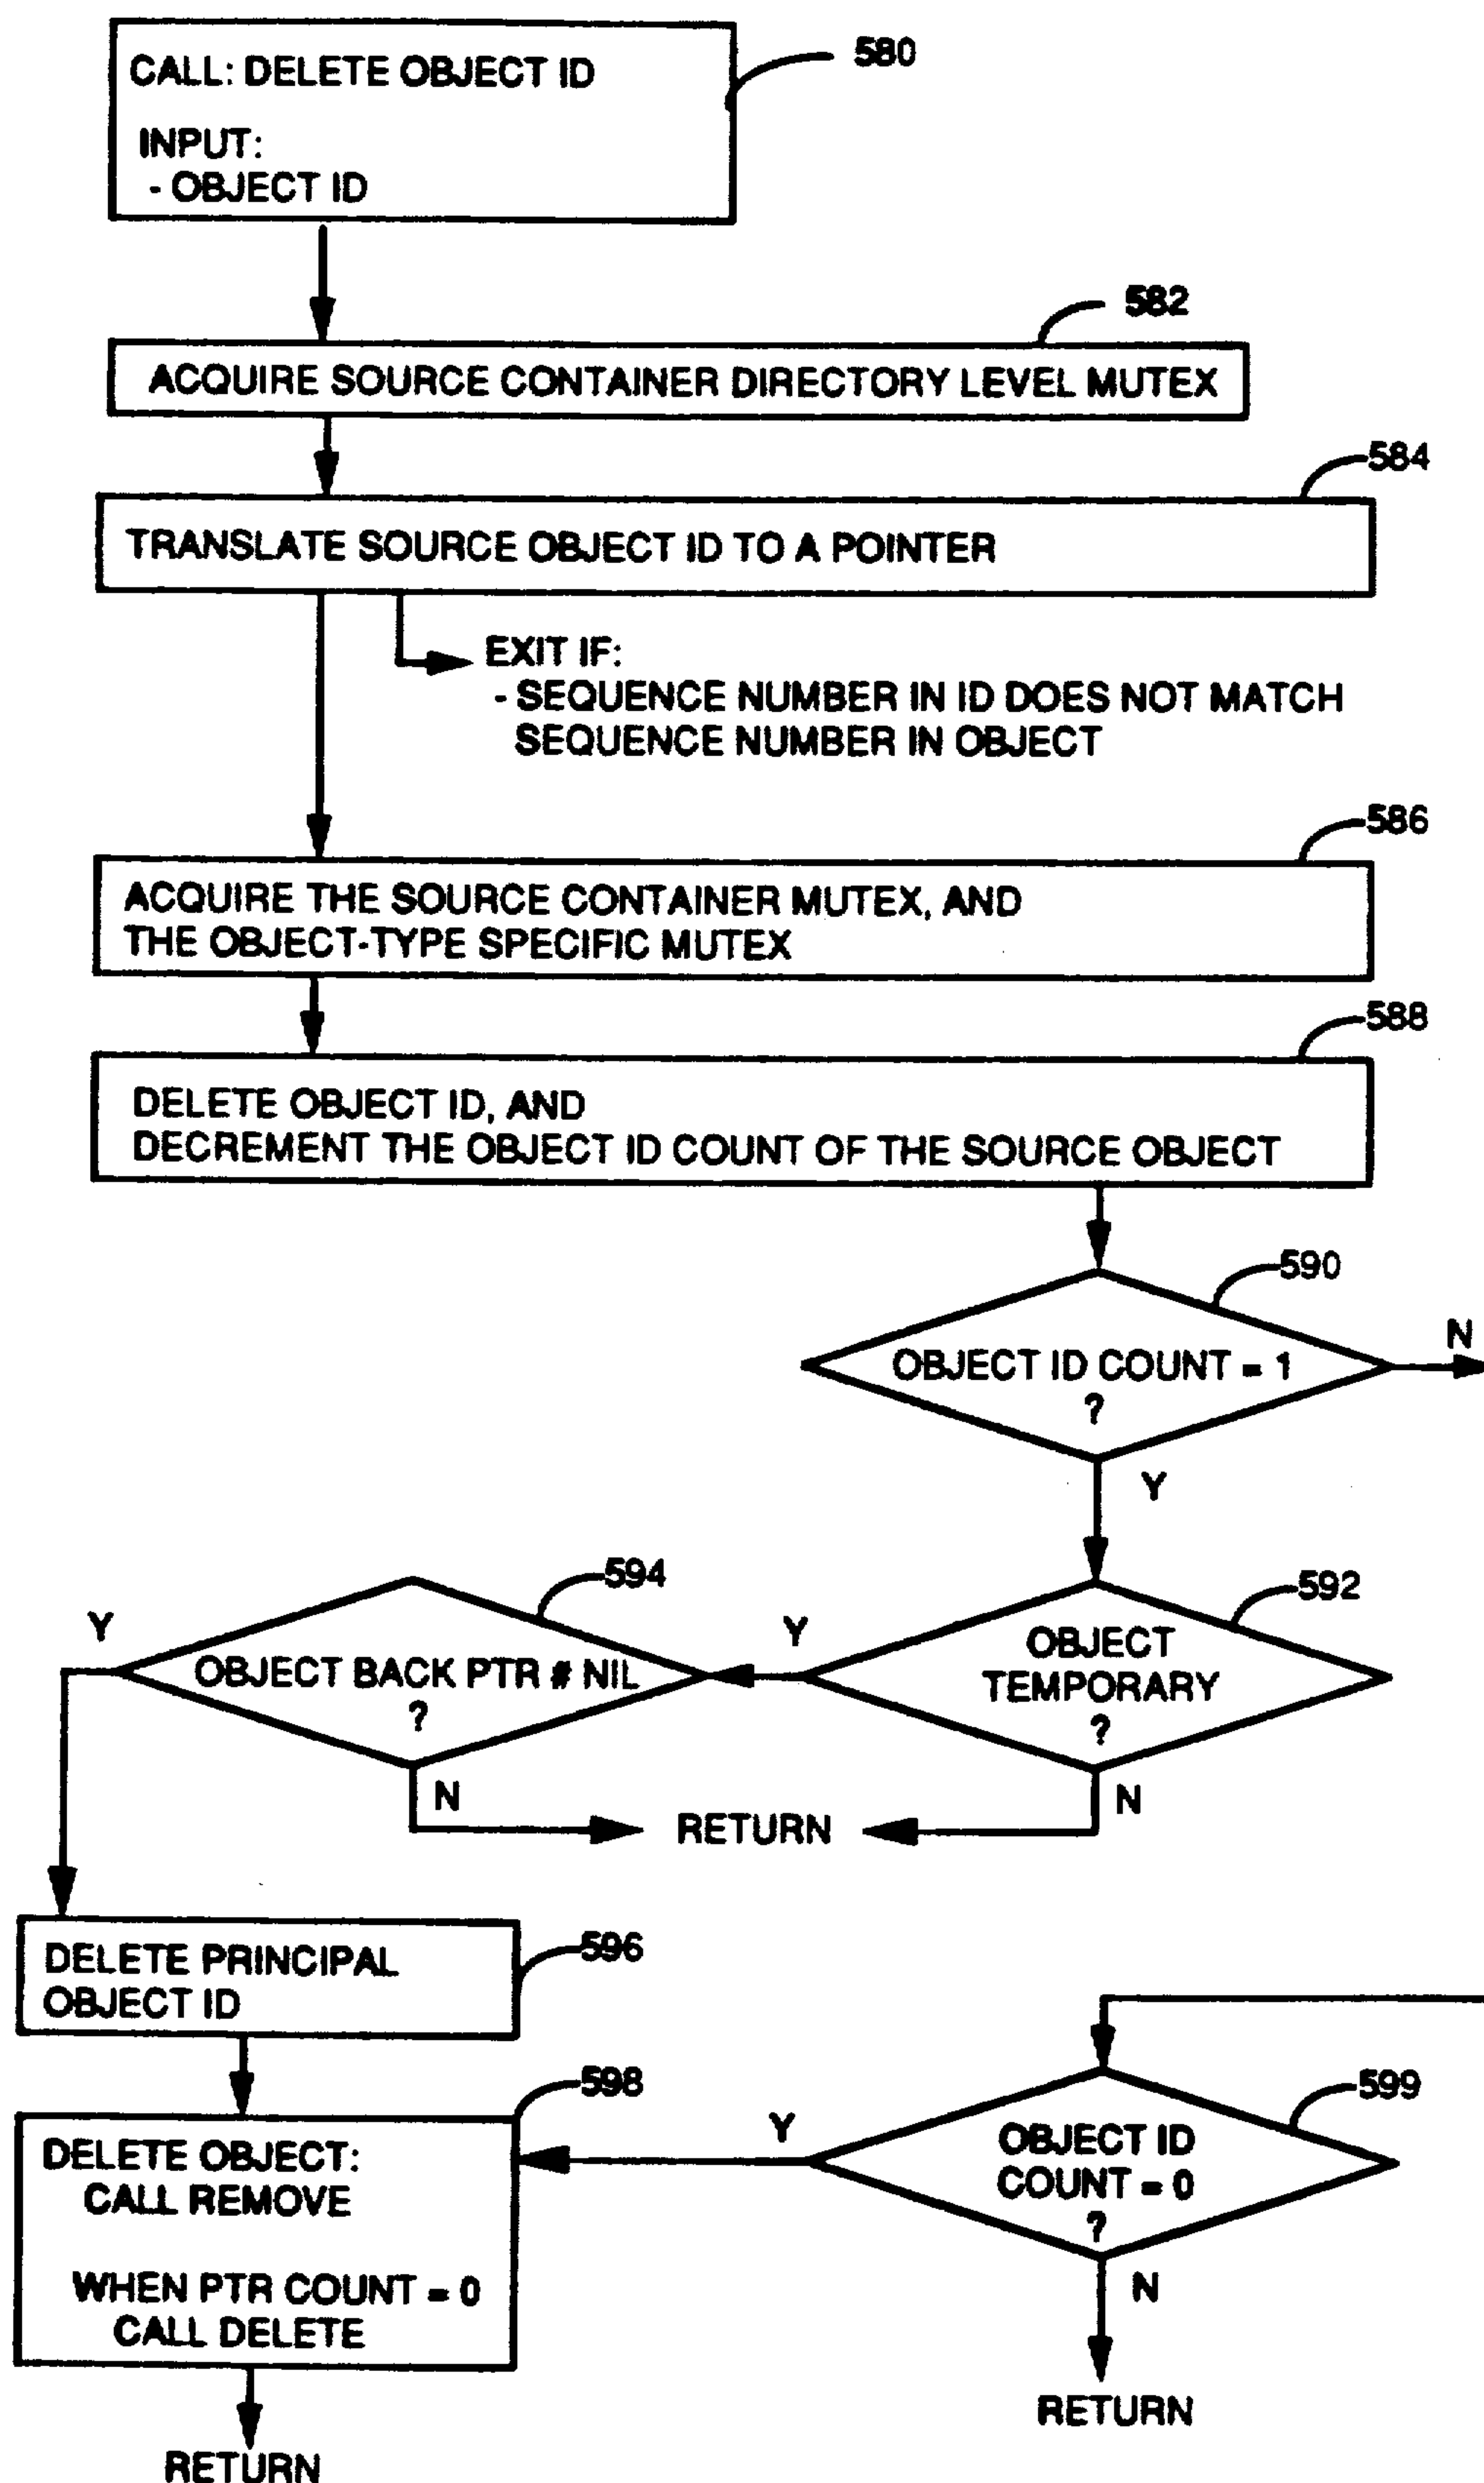 CALL: DELETE OBJECT ID
580
INPUT:
- OBJECT ID
582
ACQUIRE SOURCE CONTAINER DIRECTORY LEVEL MUTEX
584
TRANSLATE SOURCE OBJECT ID TO A POINTER
EXIT IF:
- SEQUENCE NUMBER IN ID DOES NOT MATCH
SEQUENCE NUMBER IN OBJECT
586
ACQUIRE THE SOURCE CONTAINER MUTEX, AND
THE OBJECT-TYPE SPECIFIC MUTEX
588
DELETE OBJECT ID, AND
DECREMENT THE OBJECT ID COUNT OF THE SOURCE OBJECT
590
N
OBJECT ID COUNT = 1
?
Y
594
592
Y
Y
OBJECT BACK PTR # NIL
?
OBJECT
TEMPORARY
?
N
RETURN
N
DELETE PRINCIPAL
OBJECT ID
596
598
599
Y
DELETE OBJECT:
CALL REMOVE
WHEN PTR COUNT = 0
CALL DELETE
OBJECT ID
COUNT = 0
?
N
RETURN
RETURN